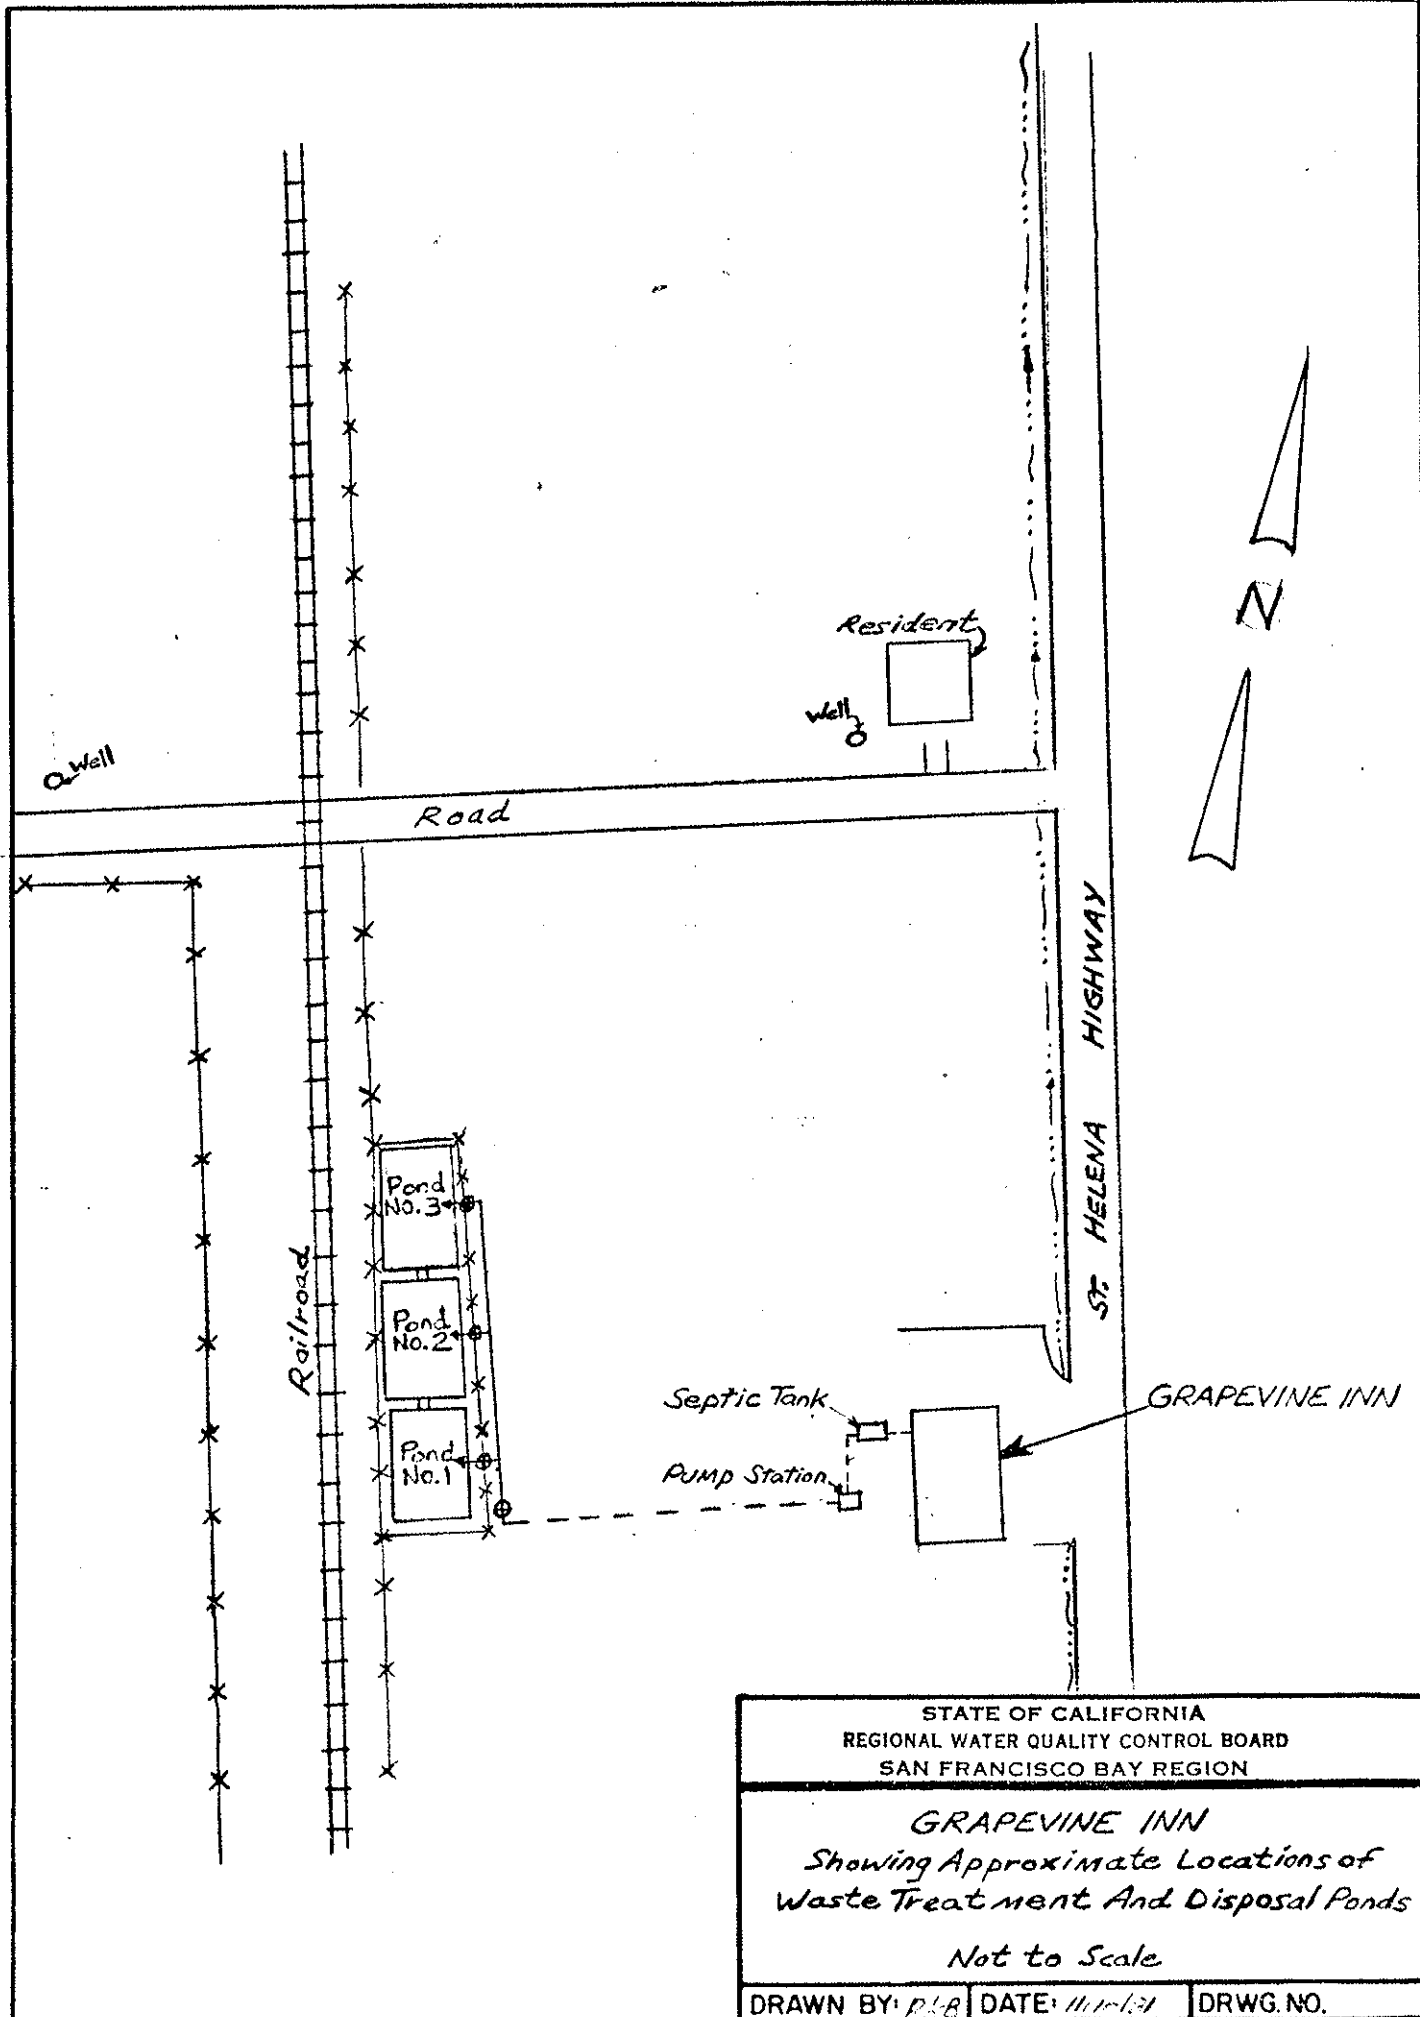 Resident
Well
Well
Road
N
ST. HELENA HIGHWAY
Railroad
Pond
NO.3
Pond
No.2
Pond
No.1
Septic Tank
PUMP Station
GRAPEVINE INN
STATE OF CALIFORNIA
REGIONAL WATER QUALITY CONTROL BOARD
SAN FRANCISCO BAY REGION
GRAPEVINE INN
Showing Approximate Locations of
Waste Treatment And Disposal Ponds
Not to Scale
DRAWN BY: DATE: DRWG. NO.